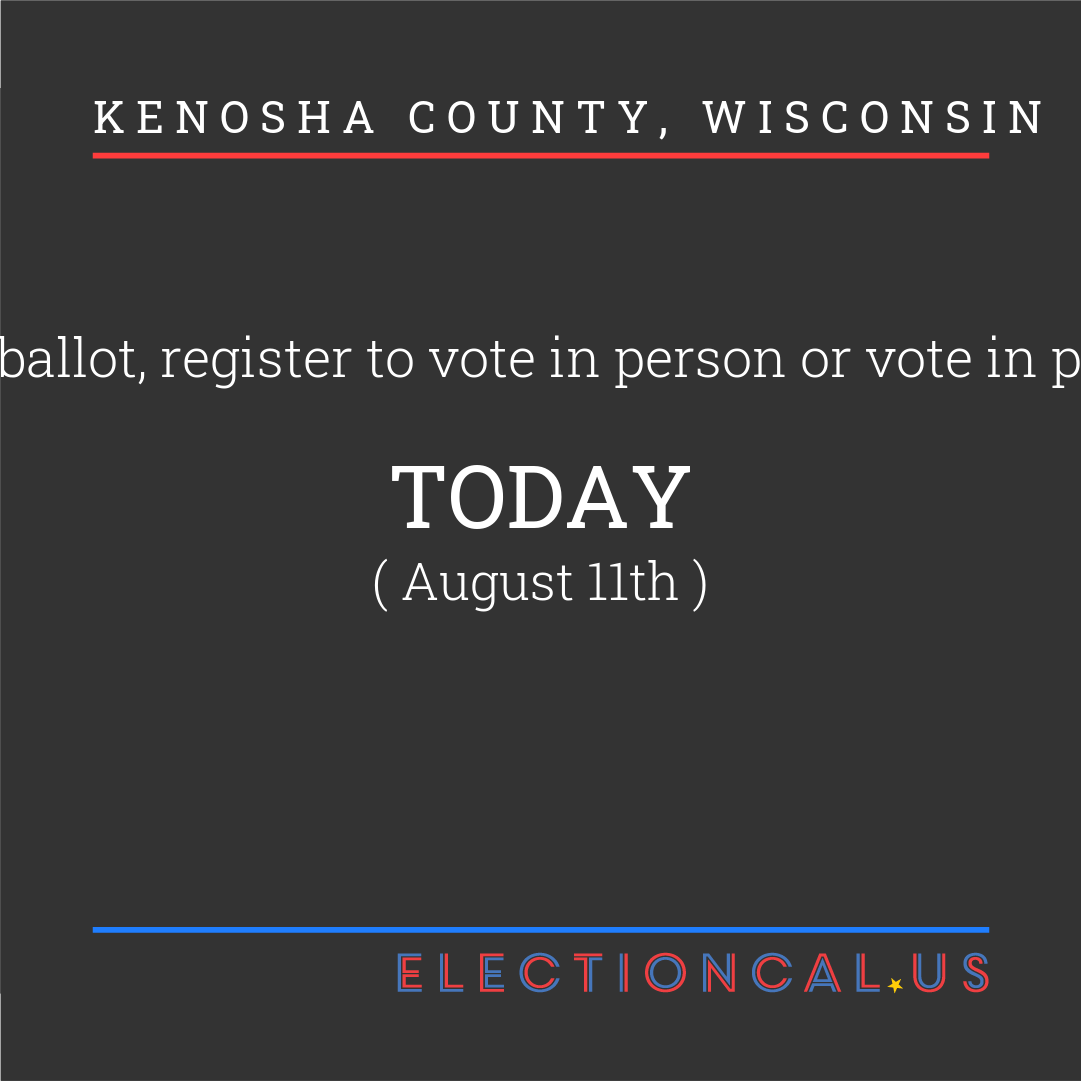 KENOSHA COUNTY, WISCONSIN
ballot, register to vote in person or vote in p
TODAY
( August 11th )
ELECTIONCAL.US